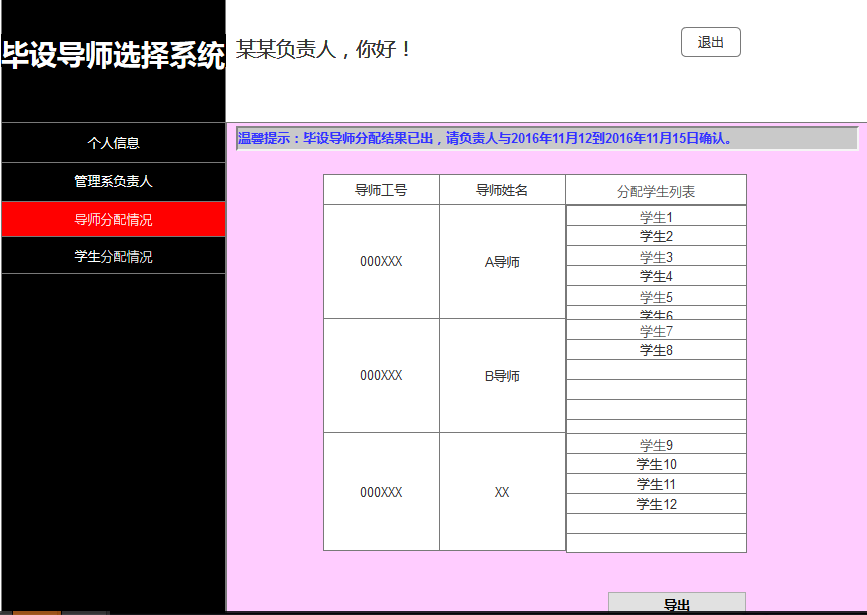 毕设导师选择系统
某某负责人，你好！
退出
个人信息
管理系负责人
导师分配情况
学生分配情况
温馨提示：毕设导师分配结果已出，请负责人与2016年11月12到2016年11月15日确认。
导师工号 导师姓名 分配学生列表
000XXX A导师
学生1
学生2
学生3
学生4
学生5
学生6
000XXX B导师
学生7
学生8
000XXX XX
学生9
学生10
学生11
学生12
导出